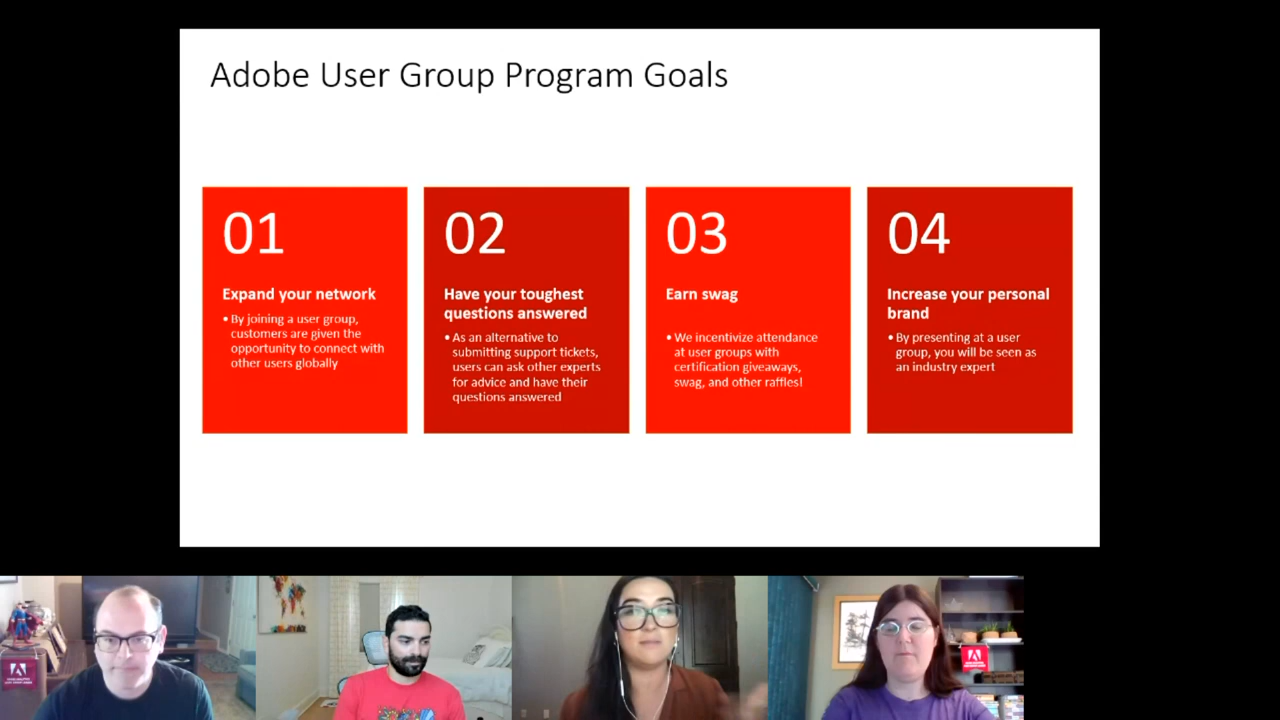 Adobe User Group Program Goals
01
Expand your network
• By joining a user group,
customers are given the
opportunity to connect with
other users globally
02
Have your toughest
questions answered
• As an alternative to
submitting support tickets,
users can ask other experts
for advice and have their
questions answered
03
Earn swag
• We incentivize attendance
at user groups with
certification giveaways,
swag, and other raffles!
04
Increase your personal
brand
• By presenting at a user
group, you will be seen as
an industry expert